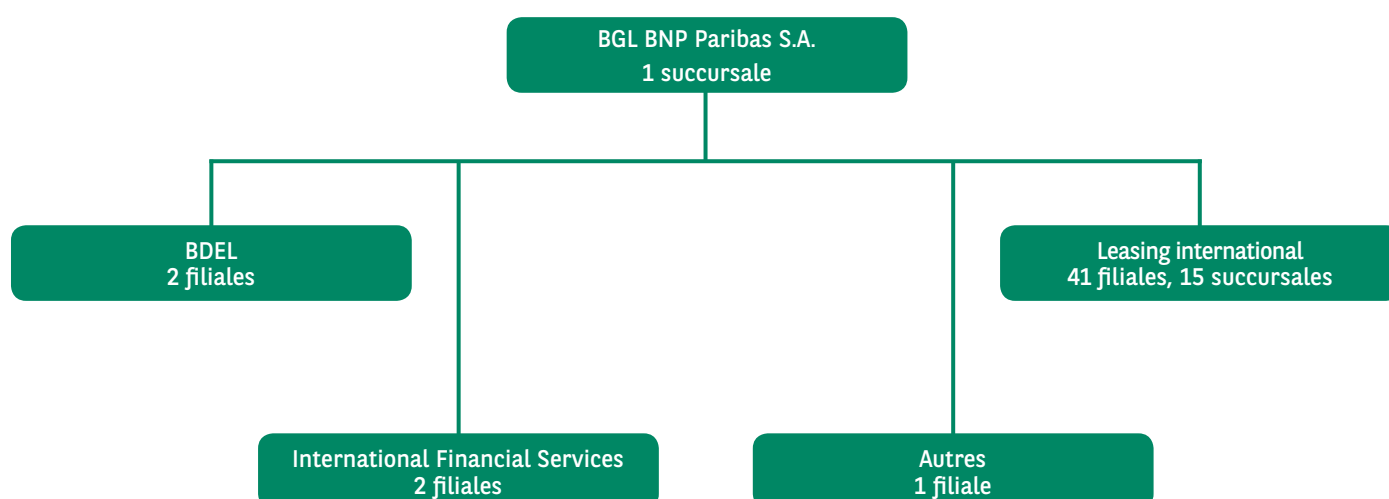 BGL BNP Paribas S.A.
1 succursale
BDEL
2 filiales
Leasing international
41 filiales, 15 succursales
International Financial Services
2 filiales
Autres
1 filiale